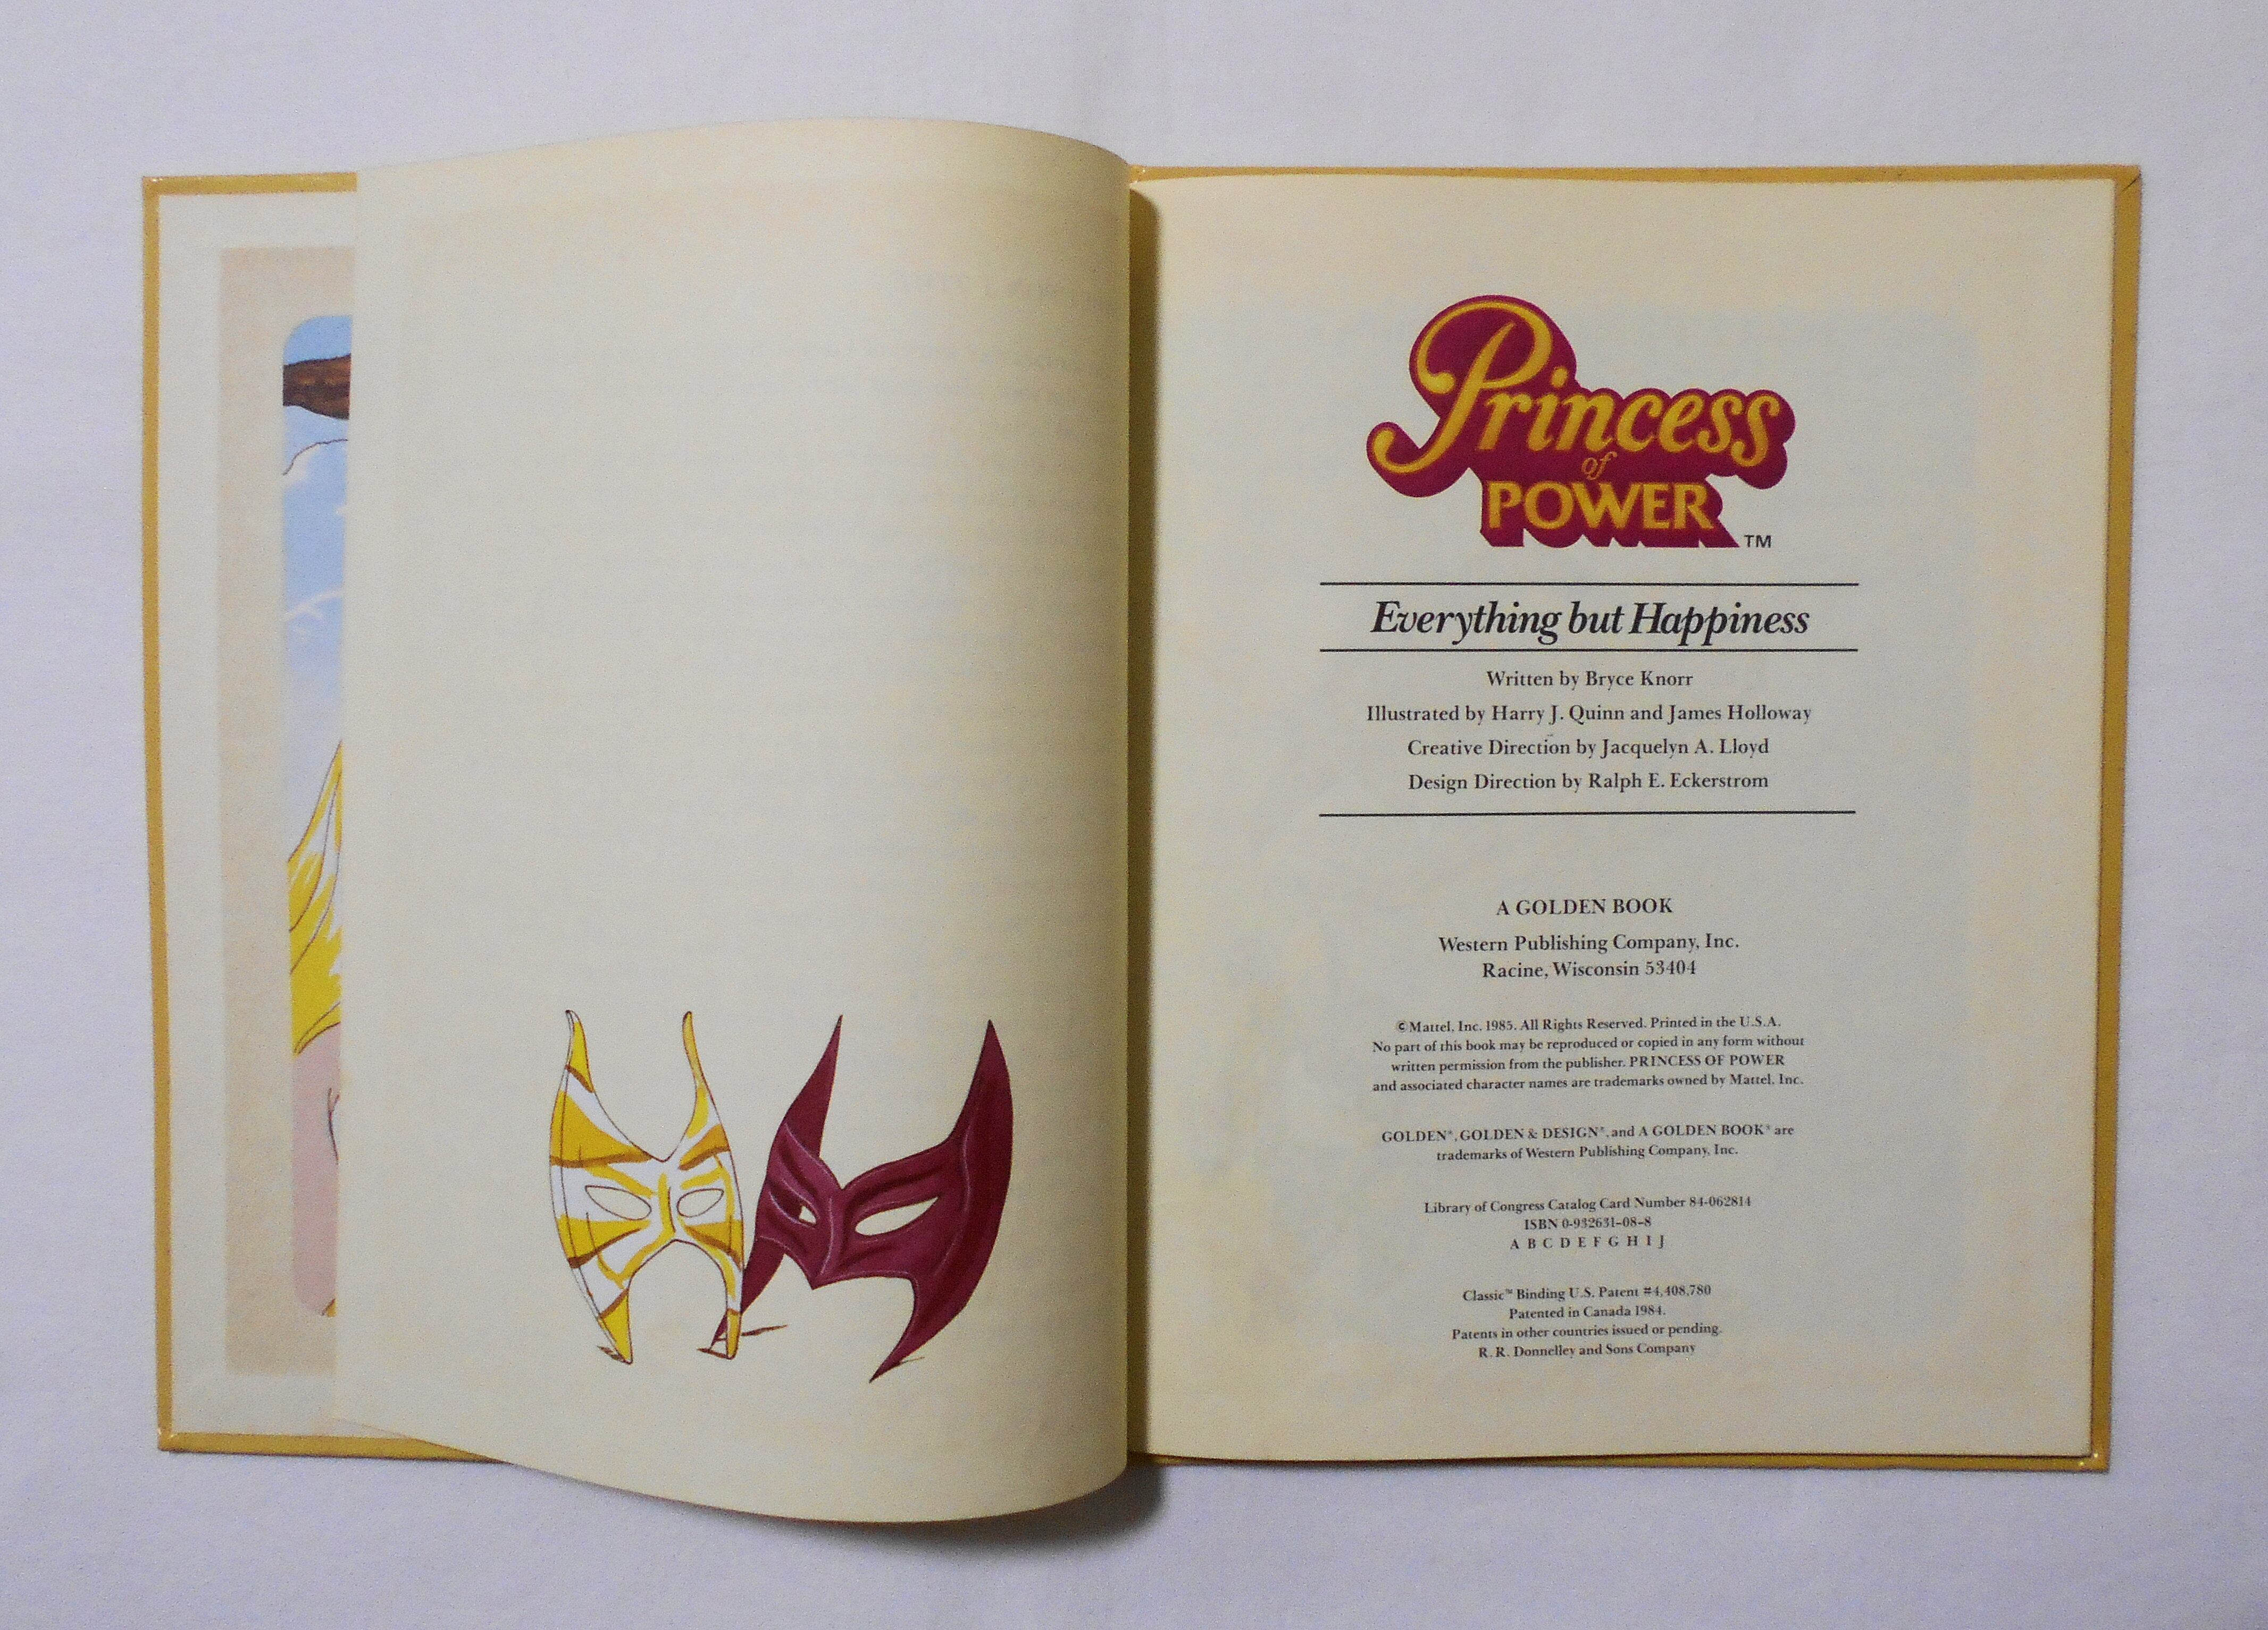 Princess
of
POWER TM
Everything but Happiness
Written by Bryce Knorr
Illustrated by Harry J. Quinn and James Holloway
Creative Direction by Jacquelyn A. Lloyd
Design Direction by Ralph E. Eckerstrom
A GOLDEN BOOK
Western Publishing Company, Inc.
Racine, Wisconsin 53404
© Mattel, Inc. 1985. All Rights Reserved. Printed in the U.S.A.
No part of this book may be reproduced or copied in any form without
written permission from the publisher. PRINCESS OF POWER
and associated character names are trademarks owned by Mattel, Inc.
GOLDEN®, GOLDEN & DESIGN®, and A GOLDEN BOOK® are
trademarks of Western Publishing Company, Inc.
Library of Congress Catalog Card Number 84-062814
ISBN 0-932631-08-8
A B C D E F G H I J
Classic™ Binding U.S. Patent #4,408,780
Patented in Canada 1984.
Patents in other countries issued or pending.
R. R. Donnelley and Sons Company